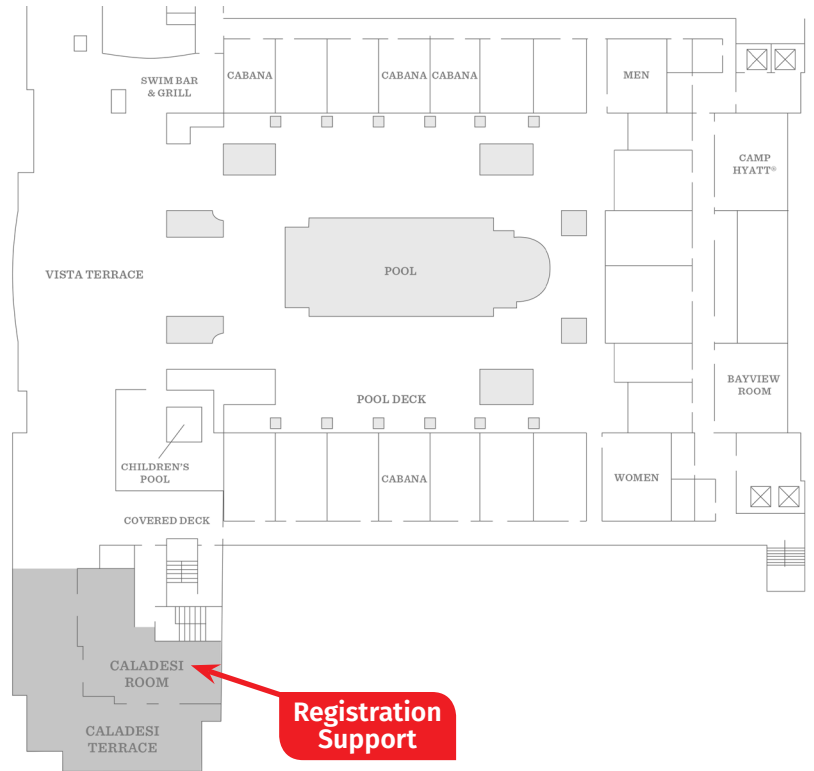 SWIM BAR
& GRILL
CABANA
CABANA
CABANA
MEN
CAMP
HYATT®
VISTA TERRACE
POOL
POOL DECK
BAYVIEW
ROOM
CHILDREN'S
POOL
CABANA
WOMEN
COVERED DECK
CALADESI
ROOM
Registration
Support
CALADESI
TERRACE